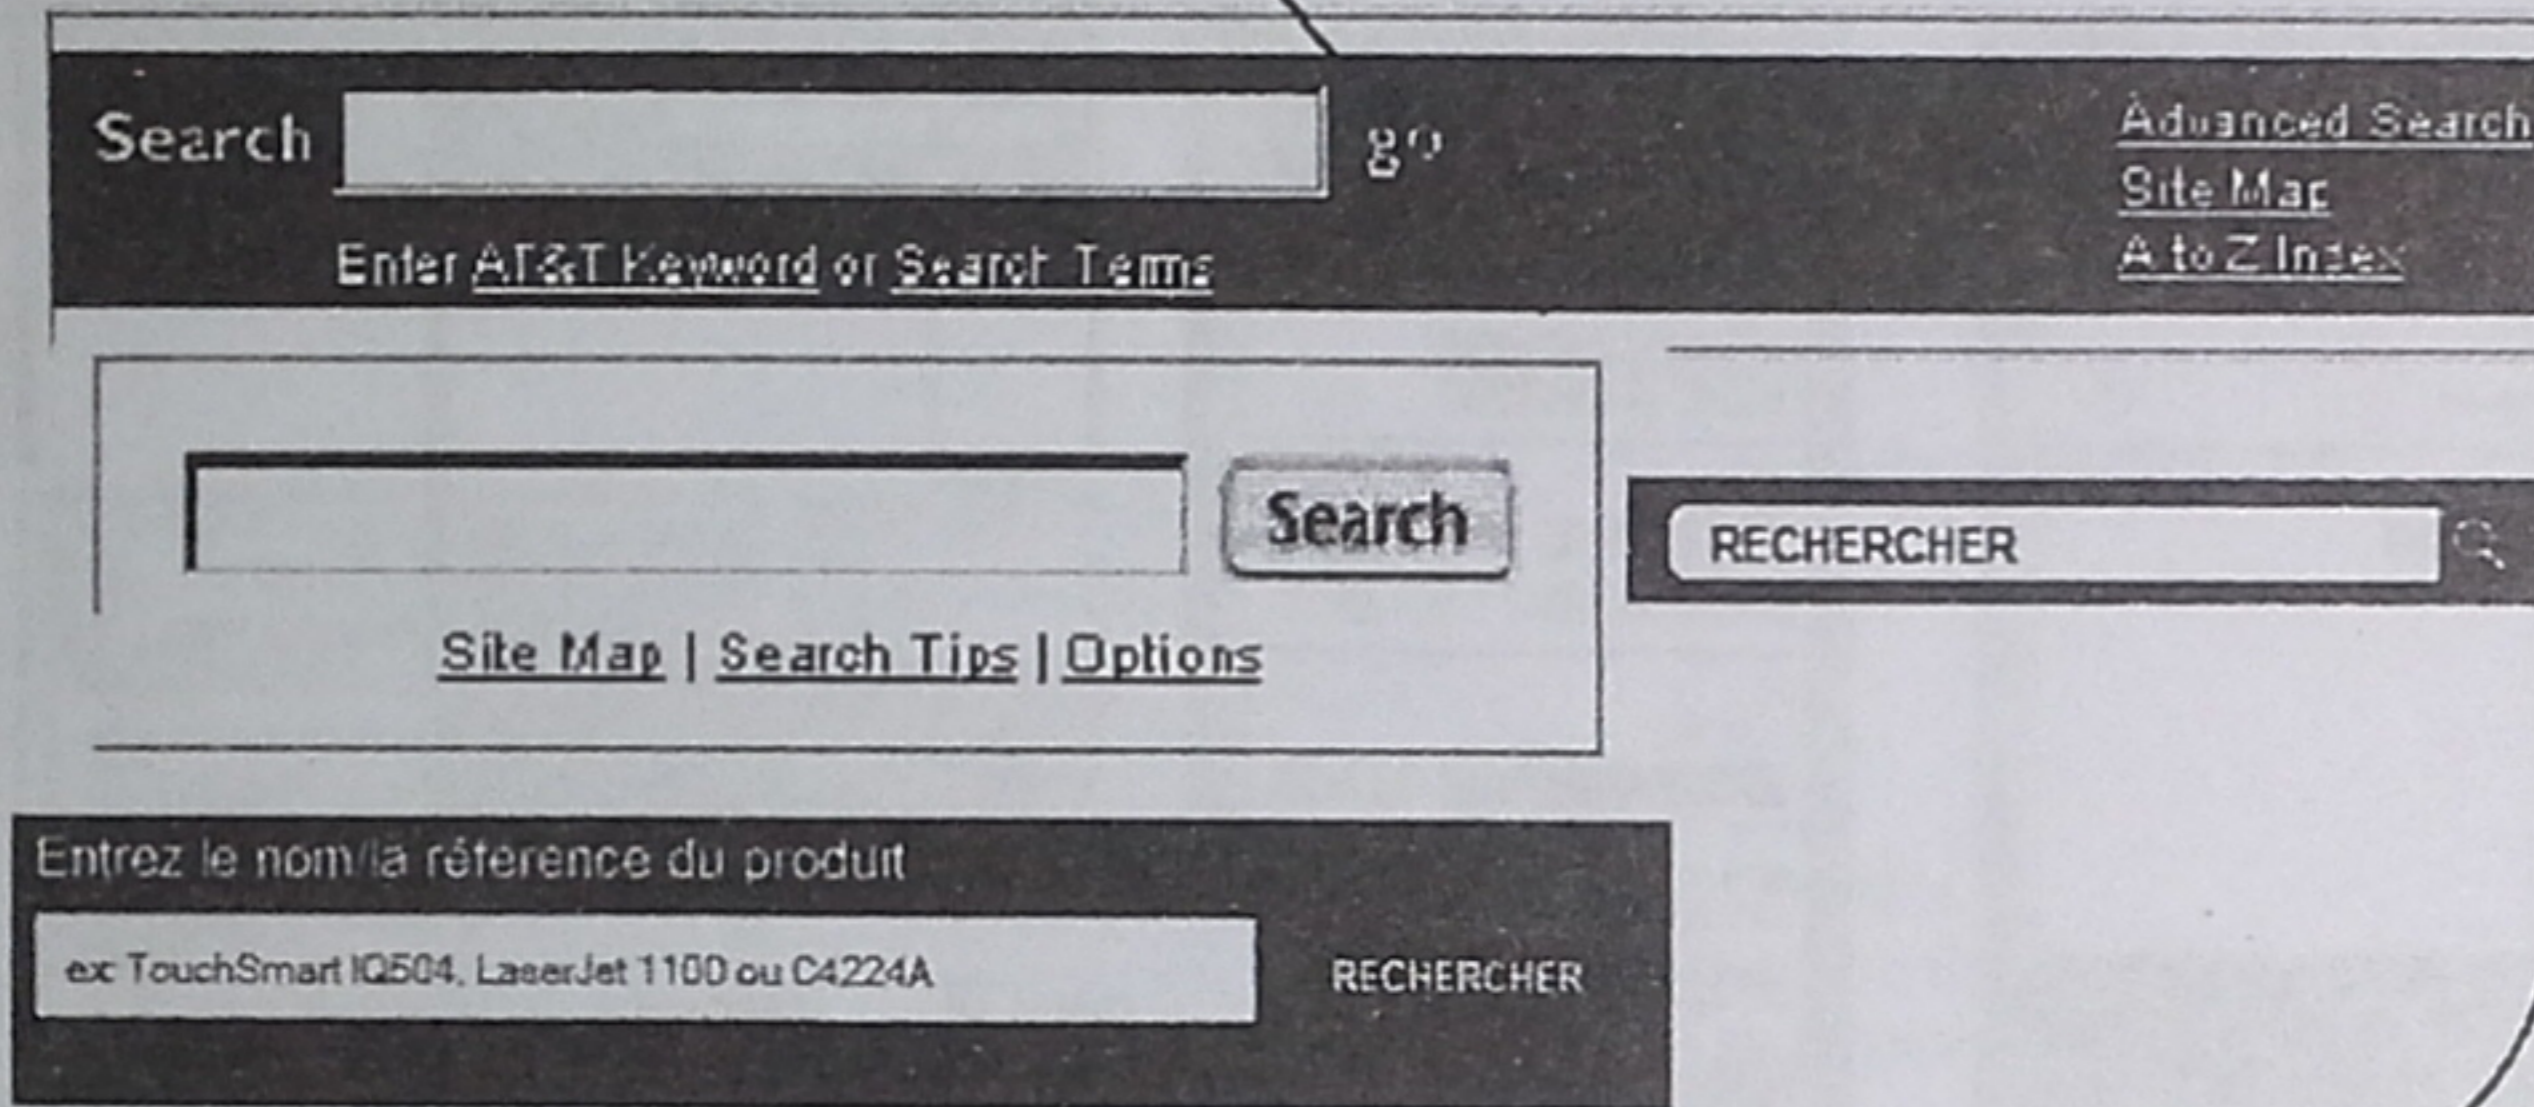 Search go
Advanced Search
Site Map
A to Z Index
Enter AT&T Keyword or Search Terms
Search
Site Map | Search Tips | Options
RECHERCHER
Entrez le nom/la référence du produit
ex TouchSmart IQ504, LaserJet 1100 ou C4224A
RECHERCHER